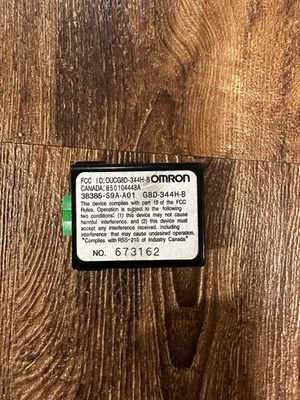 FCC ID:OUCG8D-344H-B OMRON
CANADA:850104448A
38385-S9A-A01 G8D-344H-B
This device complies with part 15 of the FCC
Rules. Operation is subject to the following
two conditions: (1) this device may not cause
harmful interference, and (2) this device must
accept any interference received, including
interference that may cause undesired operation.
"Complies with RSS-210 of Industry Canada"
NO. 673162